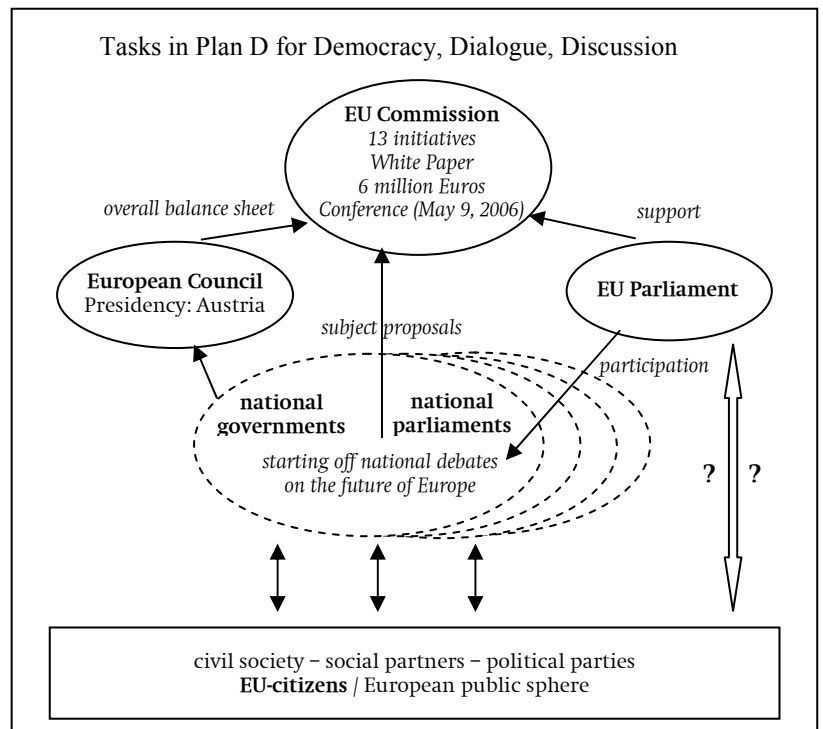 Tasks in Plan D for Democracy, Dialogue, Discussion
EU Commission
13 initiatives
White Paper
6 million Euros
Conference (May 9, 2006)
overall balance sheet
support
European Council
Presidency: Austria
EU Parliament
subject proposals
participation
national
governments
national
parliaments
starting off national debates
on the future of Europe
? ?
civil society – social partners – political parties
EU-citizens / European public sphere